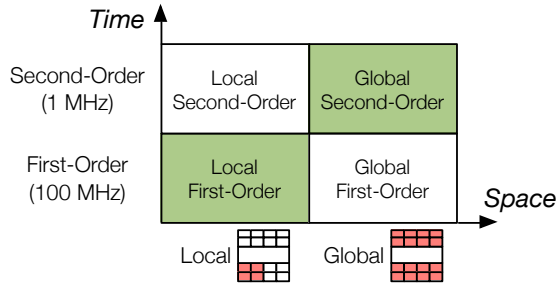 Time
Second-Order
(1 MHz)
Local
Second-Order
Global
Second-Order
First-Order
(100 MHz)
Local
First-Order
Global
First-Order
Space
Local
Global